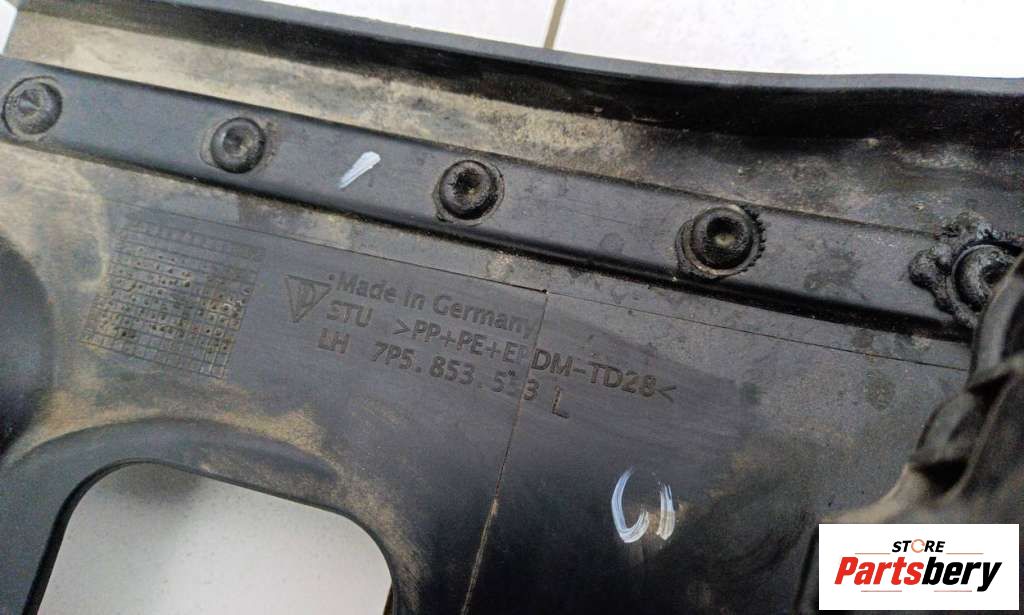 Made in Germany
STU >PP+PE+EPDM-TD28<
LH 7P5.853.5 3 L
STORE
Partsbery